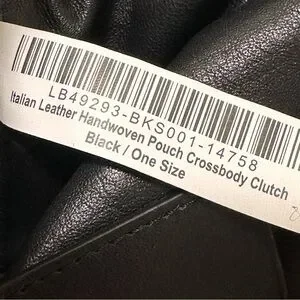 LB49293-BKS001-14758
Italian Leather Handwoven Pouch Crossbody Clutch
Black / One Size